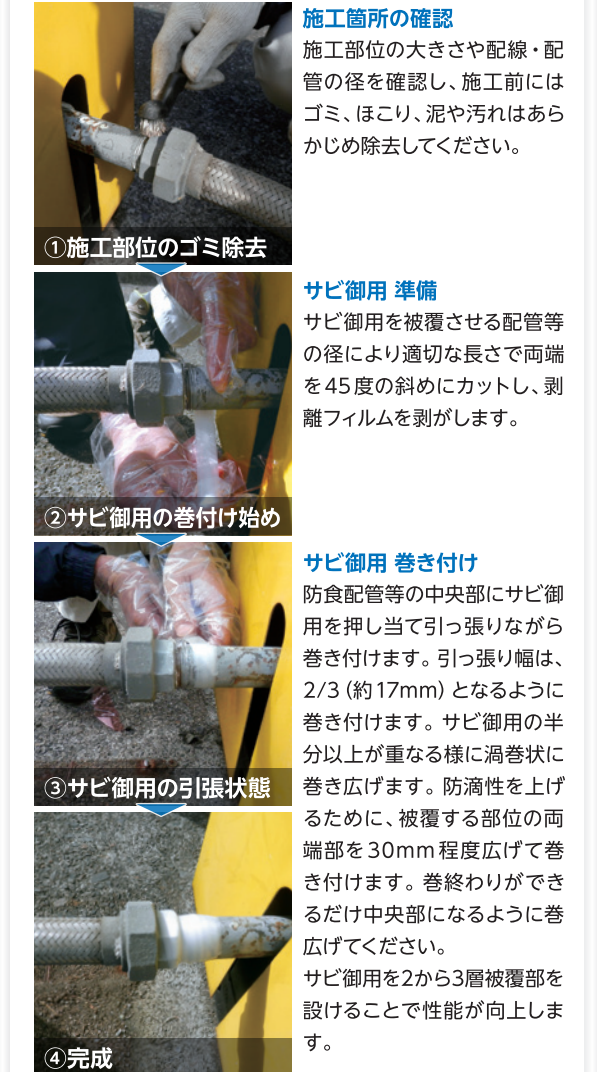 施工箇所の確認
施工部位の大きさや配線・配
管の径を確認し、施工前には
ゴミ、ほこり、泥や汚れはあら
かじめ除去してください。
①施工部位のゴミ除去
サビ御用 準備
サビ御用を被覆させる配管等
の径により適切な長さで両端
を45度の斜めにカットし、剥
離フィルムを剥がします。
②サビ御用の巻付け始め
サビ御用 巻き付け
防食配管等の中央部にサビ御
用を押し当て引っ張りながら
巻き付けます。引っ張り幅は、
2/3（約17mm）となるように
巻き付けます。サビ御用の半
分以上が重なる様に渦巻状に
巻き広げます。防滴性を上げ
るために、被覆する部位の両
端部を30mm程度広げて巻
き付けます。巻終わりができ
るだけ中央部になるように巻
広げてください。
サビ御用を2から3層被覆部を
設けることで性能が向上しま
す。
③サビ御用の引張状態
④完成